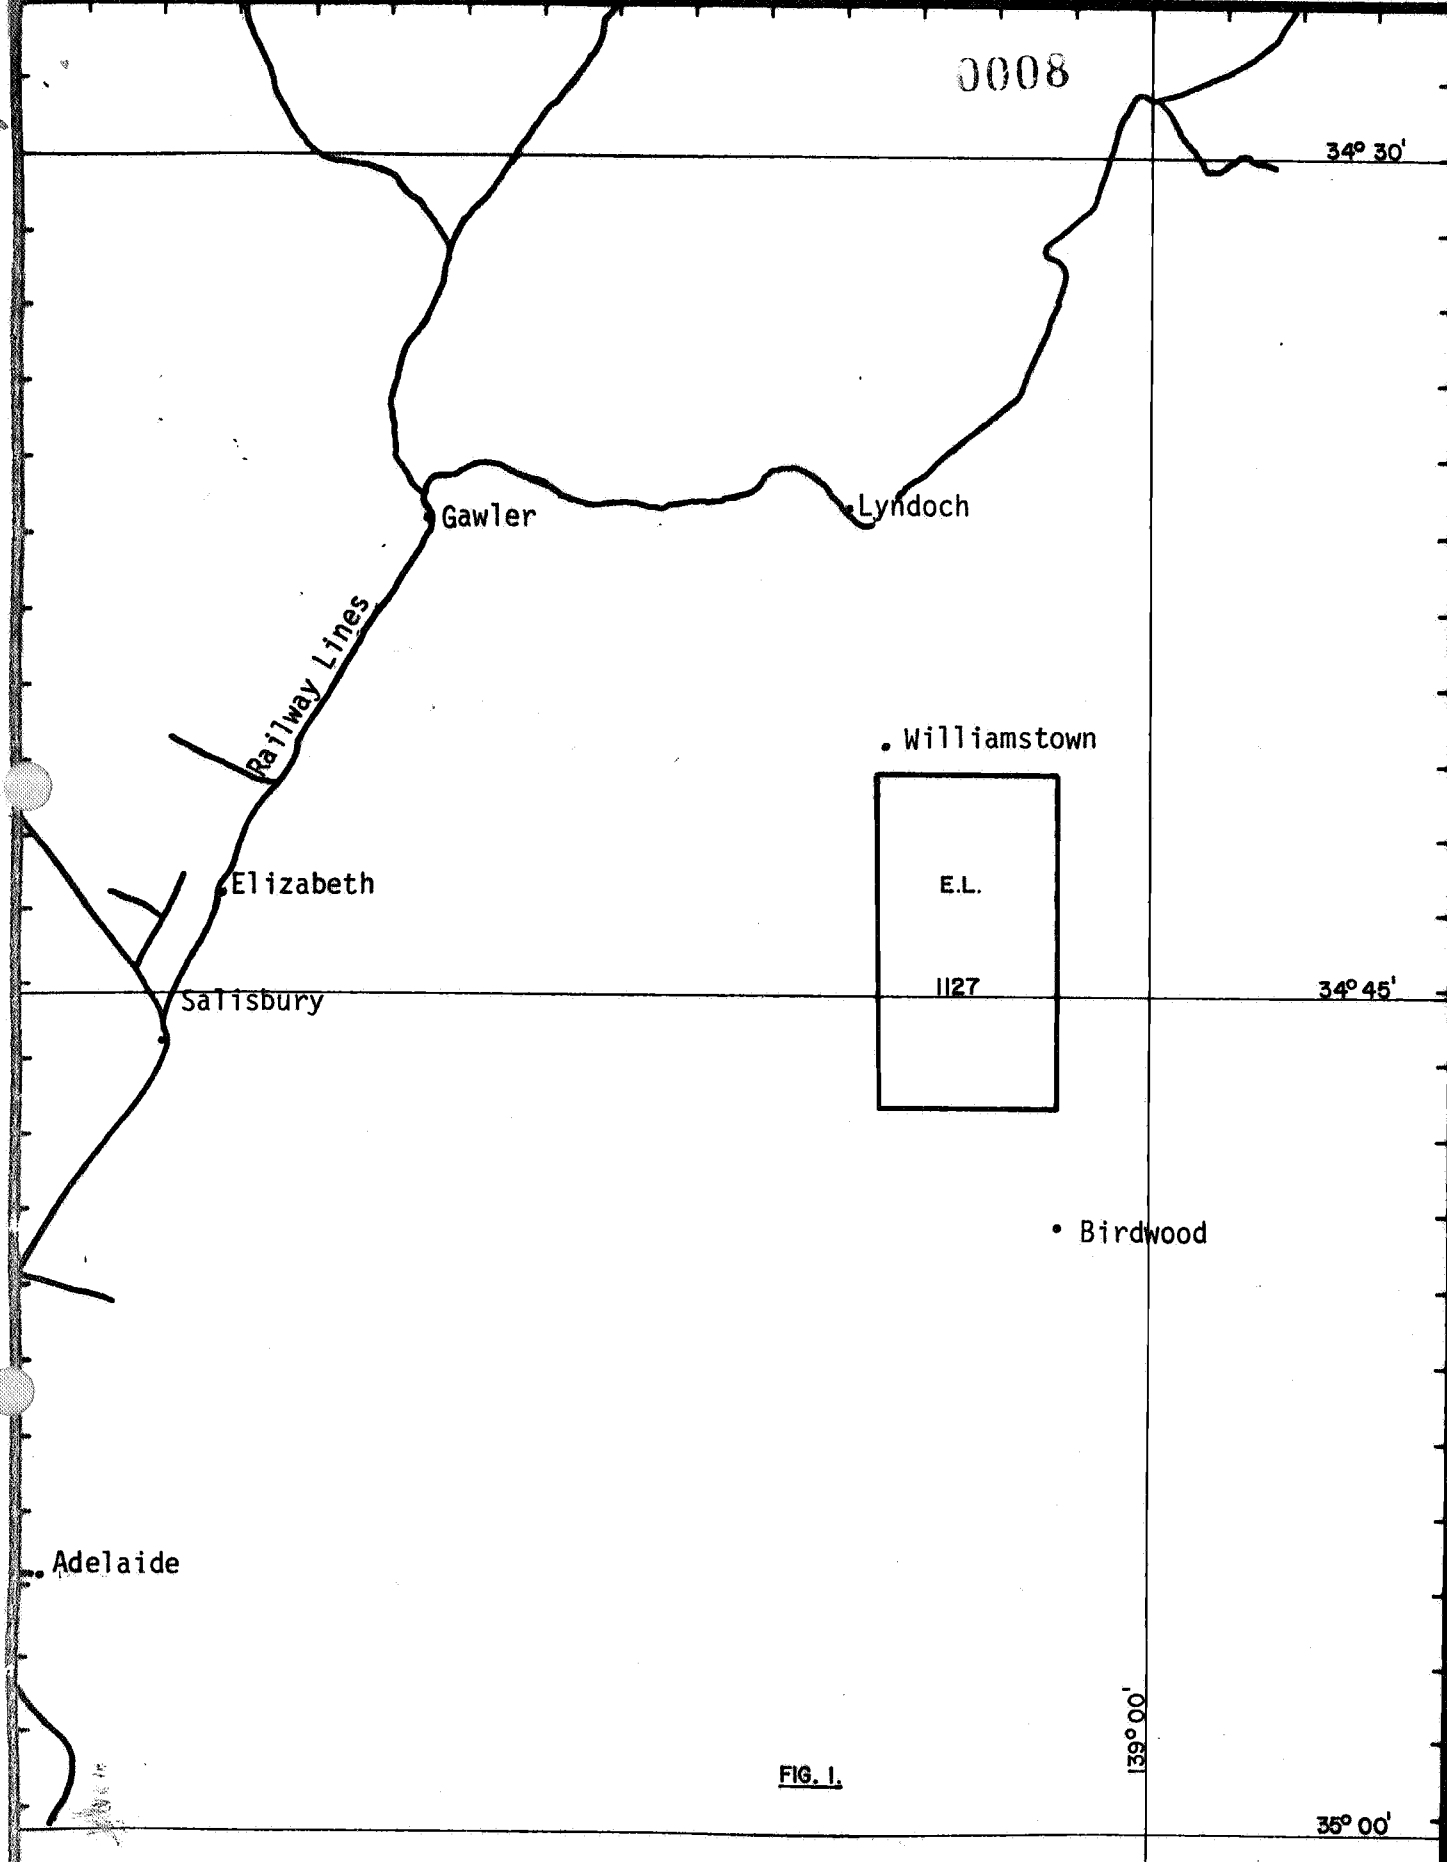 0008
34° 30'
Lyndoch
Gawler
Railway Lines
Williamstown
Elizabeth
E.L.
1127
34° 45'
Salisbury
Birdwood
Adelaide
139° 00'
FIG. 1.
35° 00'